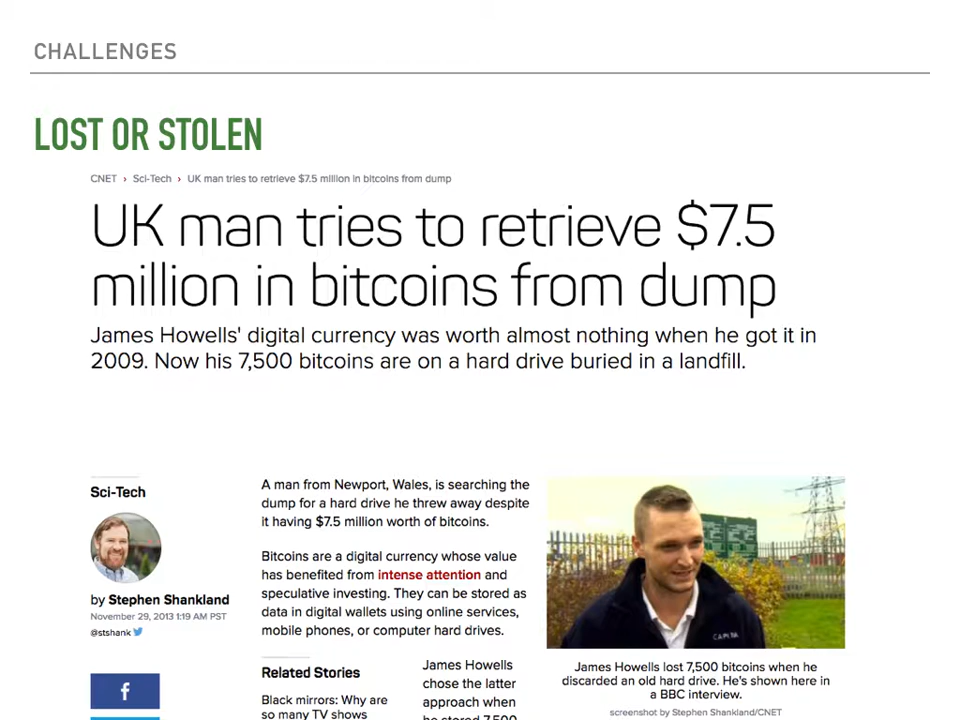 CHALLENGES
LOST OR STOLEN
CNET › Sci-Tech › UK man tries to retrieve $7.5 million in bitcoins from dump
UK man tries to retrieve $7.5
million in bitcoins from dump
James Howells' digital currency was worth almost nothing when he got it in
2009. Now his 7,500 bitcoins are on a hard drive buried in a landfill.
Sci-Tech
by Stephen Shankland
November 29, 2013 1:19 AM PST
@stshank
f
A man from Newport, Wales, is searching the
dump for a hard drive he threw away despite
it having $7.5 million worth of bitcoins.
Bitcoins are a digital currency whose value
has benefited from intense attention and
speculative investing. They can be stored as
data in digital wallets using online services,
mobile phones, or computer hard drives.
Related Stories
Black mirrors: Why are
so many TV shows
James Howells
chose the latter
approach when
he stored 7,500
James Howells lost 7,500 bitcoins when he
discarded an old hard drive. He's shown here in
a BBC interview.
screenshot by Stephen Shankland/CNET